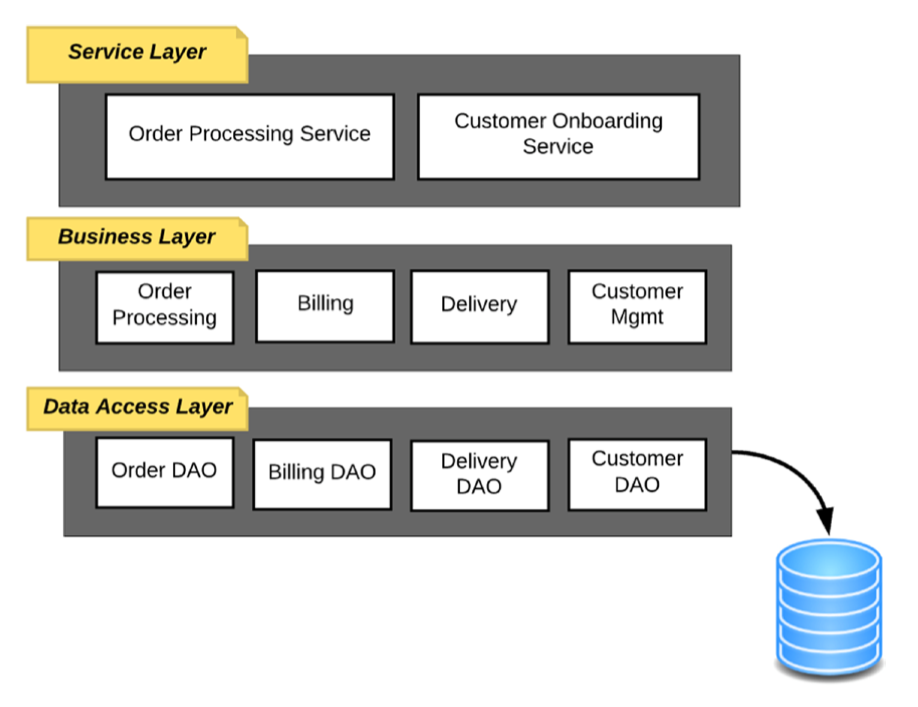 Service Layer
Order Processing Service
Customer Onboarding
Service
Business Layer
Order
Processing
Billing
Delivery
Customer
Mgmt
Data Access Layer
Order DAO
Billing DAO
Delivery
DAO
Customer
DAO